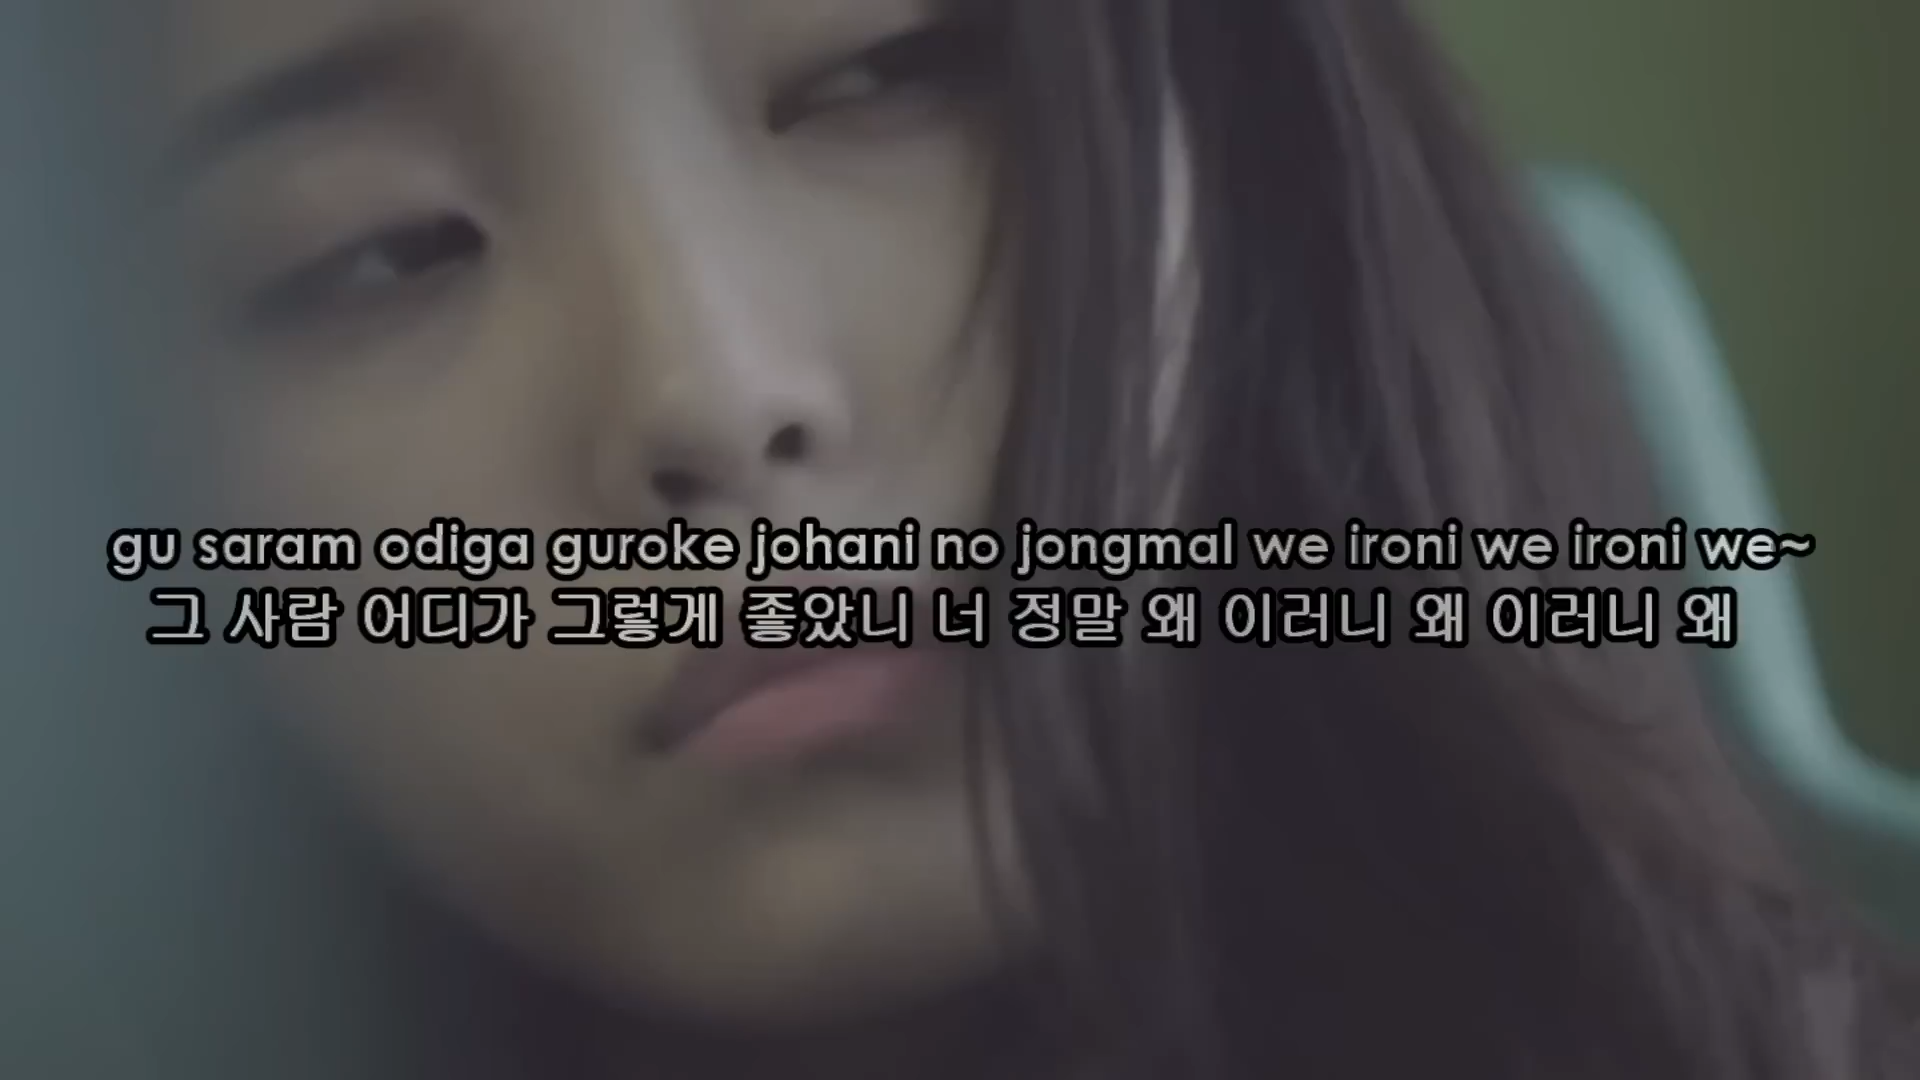 gu saram odiga guroke johani no jongmal we ironi we ironi we~
그 사람 어디가 그렇게 좋았니 너 정말 왜 이러니 왜 이러니 왜